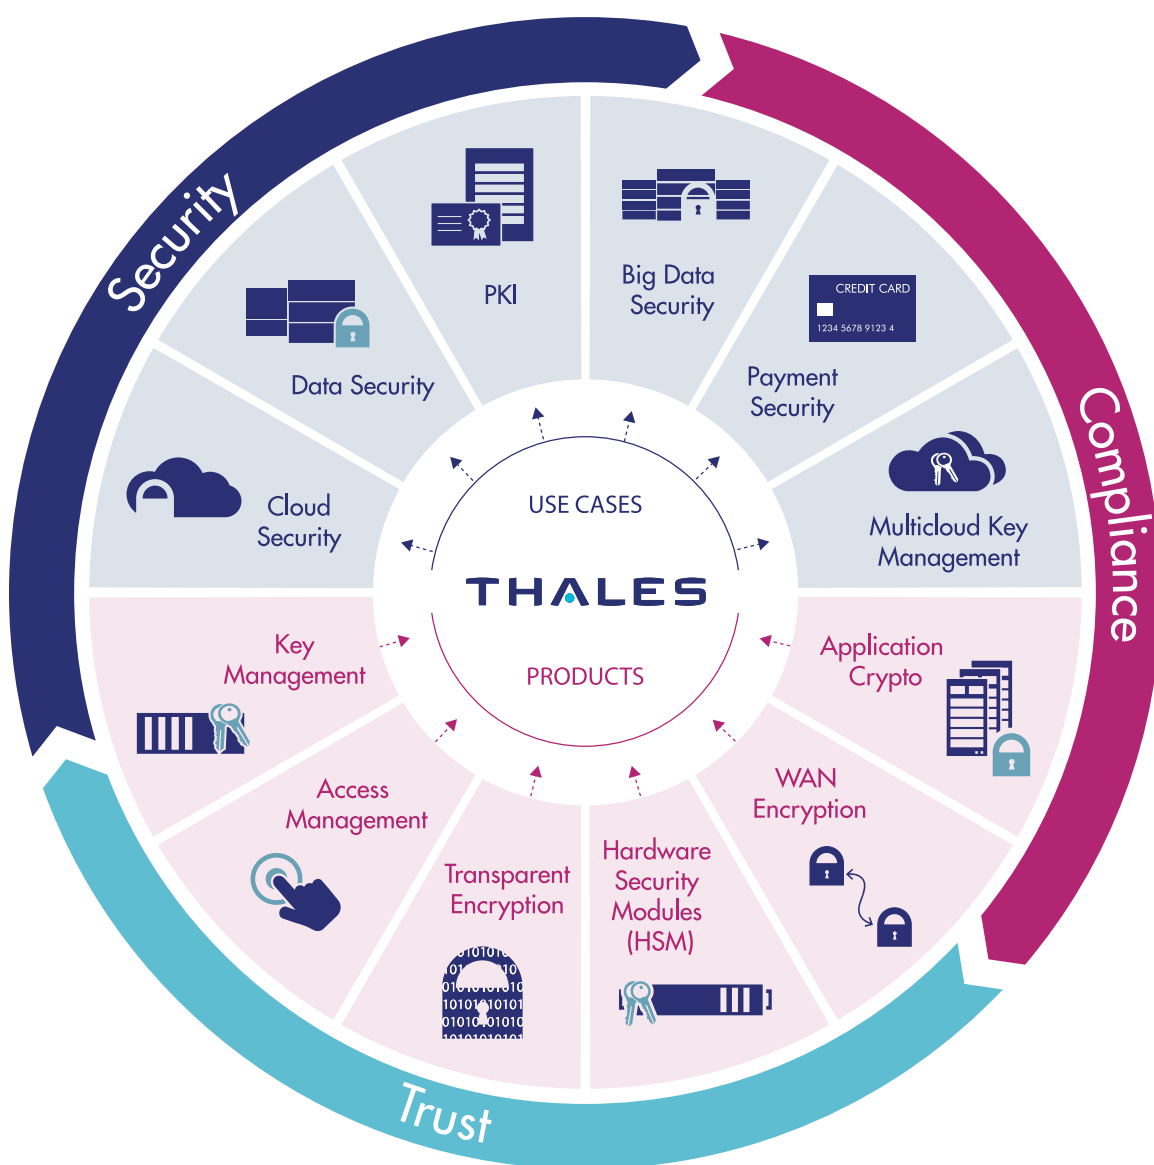 Security
Compliance
Trust
PKI
Big Data
Security
CREDIT CARD
1234 5678 9123 4
Payment
Security
Data Security
Cloud
Security
Multicloud Key
Management
USE CASES
THALES
PRODUCTS
Key
Management
Application
Crypto
Access
Management
WAN
Encryption
Transparent
Encryption
Hardware
Security
Modules
(HSM)